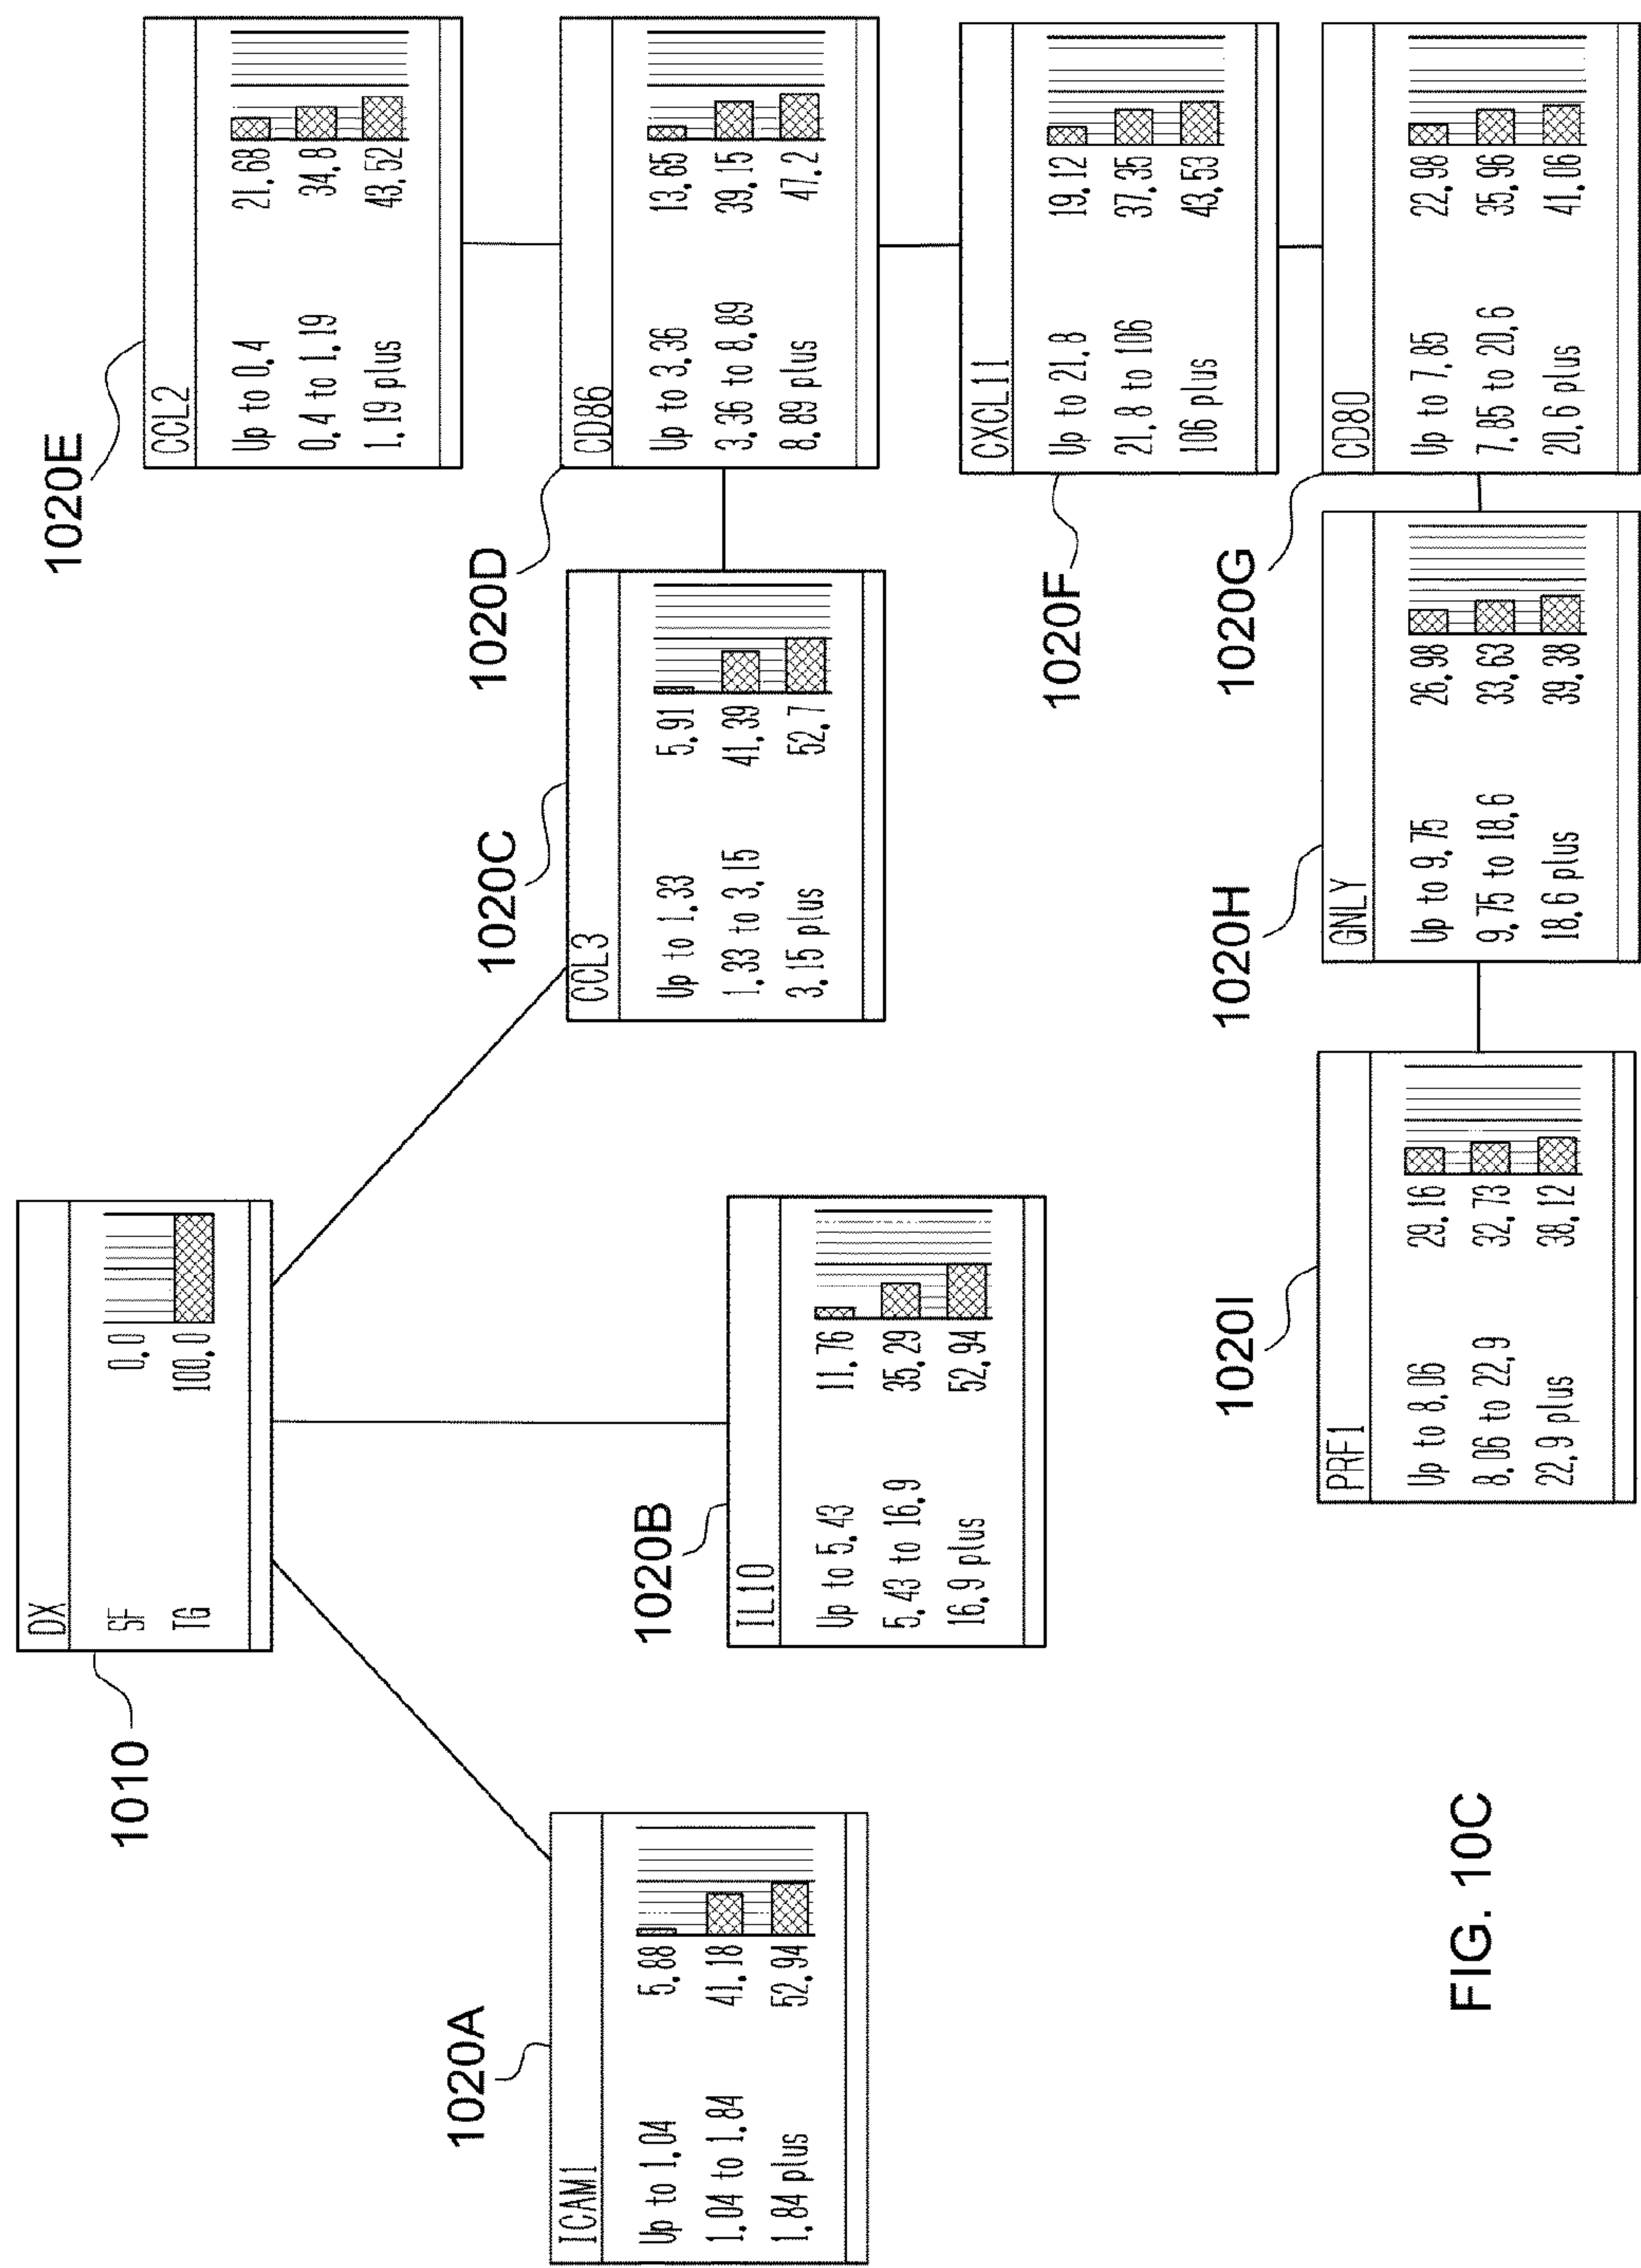 1010
DX
SF 0.0
TG 100.0
1020A
ICAM1
Up to 1.04 5.88
1.04 to 1.84 41.18
1.84 plus 52.94
1020B
IL10
Up to 5.43 11.76
5.43 to 16.9 35.29
16.9 plus 52.94
1020C
CCL3
Up to 1.33 5.91
1.33 to 3.15 41.39
3.15 plus 52.7
1020E
CCL2
Up to 0.4 21.68
0.4 to 1.19 34.8
1.19 plus 43.52
1020D
CD86
Up to 3.36 13.65
3.36 to 8.89 39.15
8.89 plus 47.2
1020F
CXCL11
Up to 21.8 19.12
21.8 to 106 37.35
106 plus 43.53
1020I
PRF1
Up to 8.06 29.16
8.06 to 22.9 32.73
22.9 plus 38.12
1020H
GNLY
Up to 9.75 26.98
9.75 to 18.6 33.63
18.6 plus 39.38
1020G
CD80
Up to 7.85 22.98
7.85 to 20.6 35.96
20.6 plus 41.06
FIG. 10C